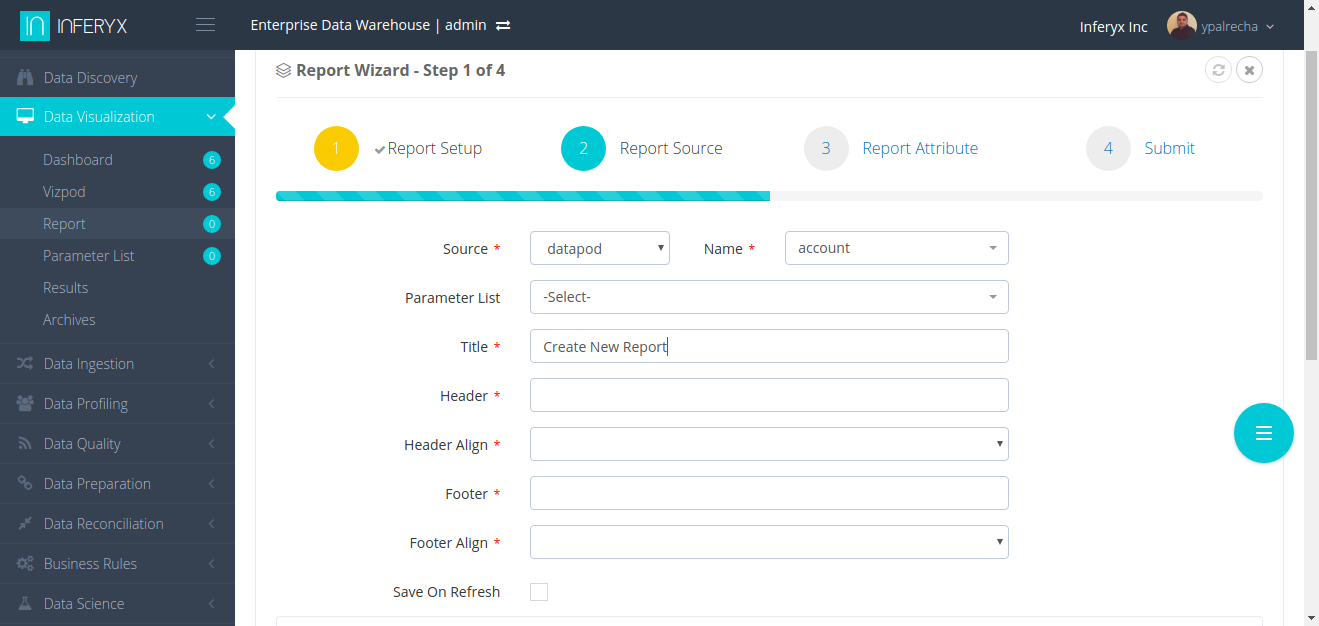 INFERYX
Enterprise Data Warehouse | admin
Inferyx Inc
ypalrecha
Data Discovery
Data Visualization
Dashboard 6
Vizpod 6
Report 0
Parameter List 0
Results
Archives
Data Ingestion
Data Profiling
Data Quality
Data Preparation
Data Reconciliation
Business Rules
Data Science
Report Wizard - Step 1 of 4
1 Report Setup
2 Report Source
3 Report Attribute
4 Submit
Source * datapod Name * account
Parameter List -Select-
Title * Create New Report
Header *
Header Align *
Footer *
Footer Align *
Save On Refresh